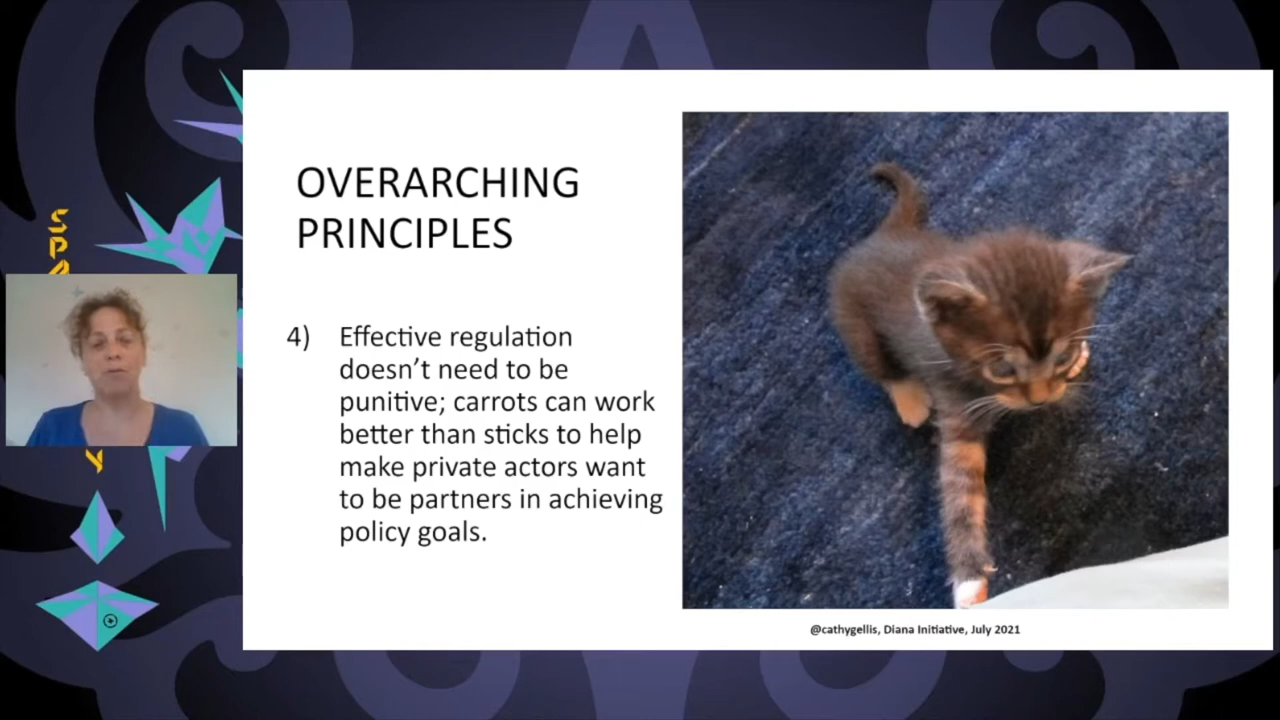 OVERARCHING
PRINCIPLES
4) Effective regulation
doesn't need to be
punitive; carrots can work
better than sticks to help
make private actors want
to be partners in achieving
policy goals.
@cathygellis, Diana Initiative, July 2021